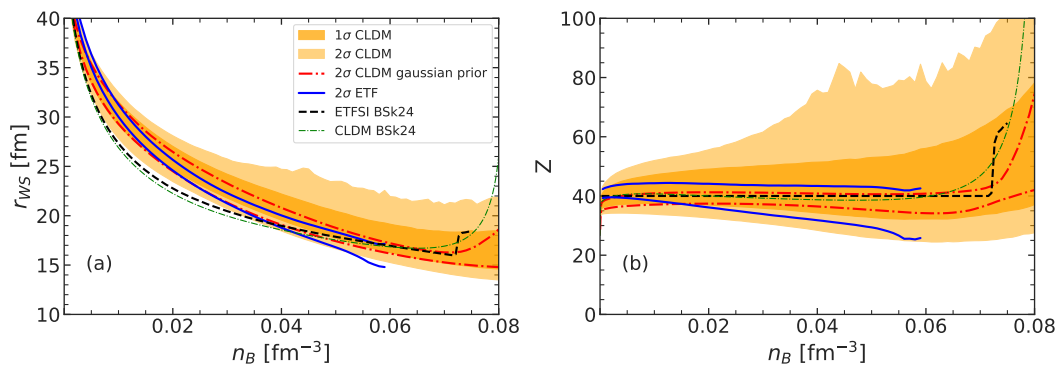 40
35
30
25
20
15
10
r_WS [fm]
1σ CLDM
2σ CLDM
2σ CLDM gaussian prior
2σ ETF
ETFSI BSk24
CLDM BSk24
(a)
0.02
0.04
0.06
0.08
n_B [fm⁻³]
100
80
60
40
20
0
Z
(b)
0.02
0.04
0.06
0.08
n_B [fm⁻³]